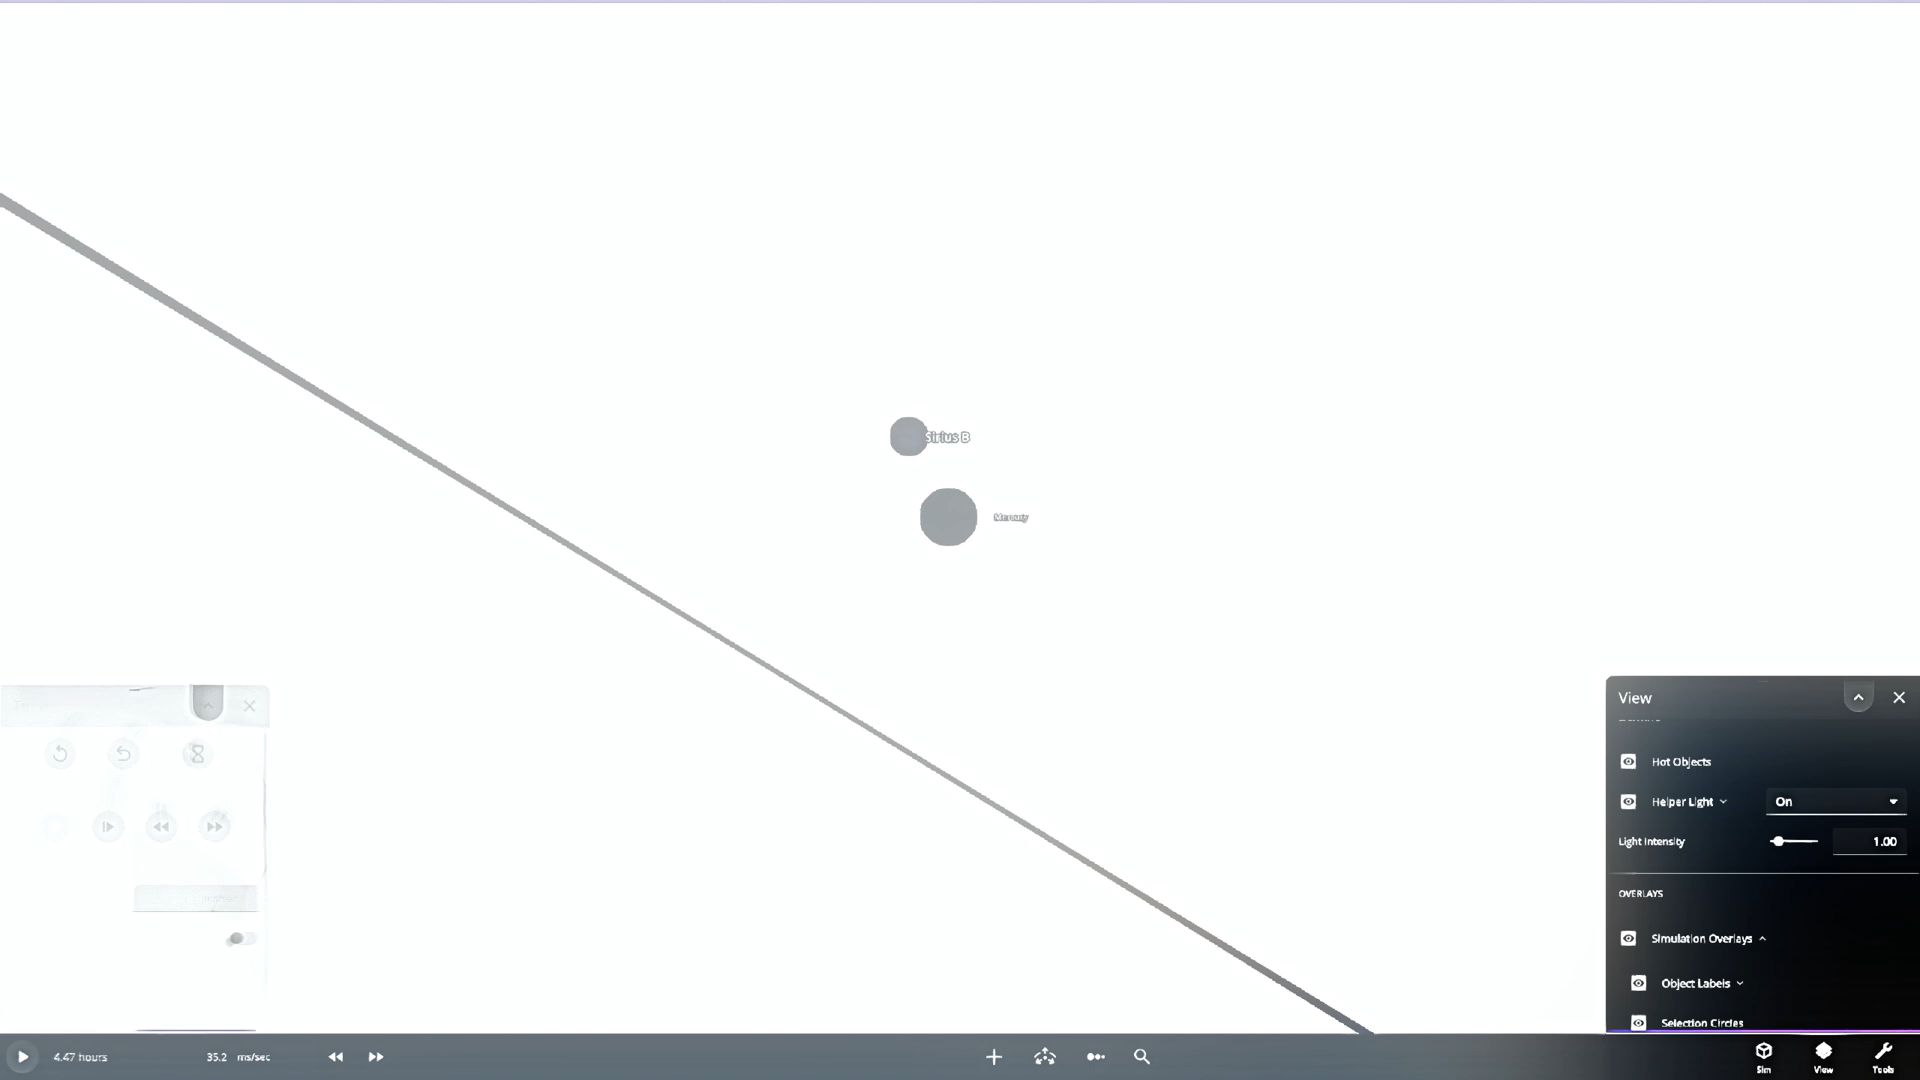 Sirius B
Mercury
View
Hot Objects
Helper Light
On
Light Intensity
1.00
OVERLAYS
Simulation Overlays
Object Labels
Selection Circles
4.47 hours
35.2 ms/sec
Sim
View
Tools